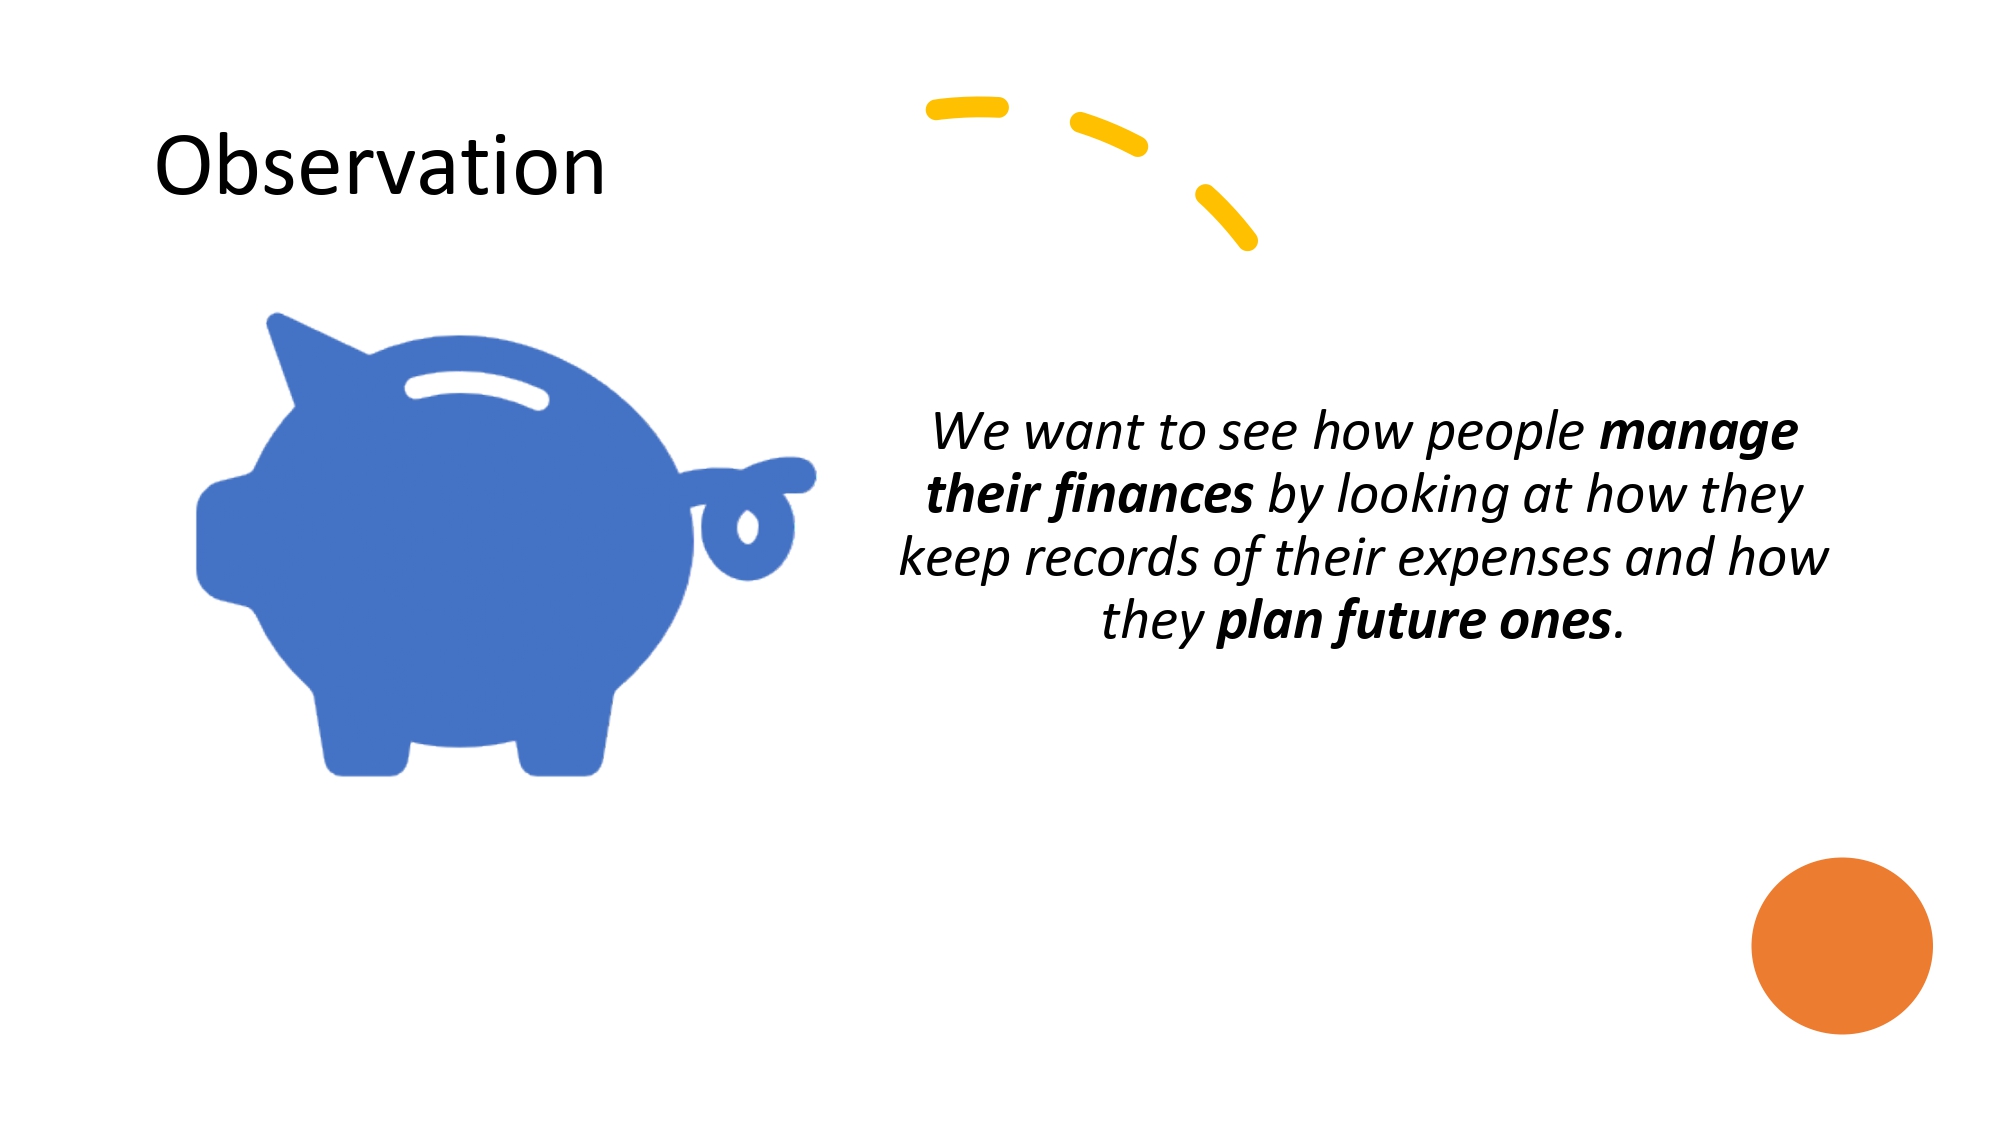 Observation
We want to see how people manage
their finances by looking at how they
keep records of their expenses and how
they plan future ones.